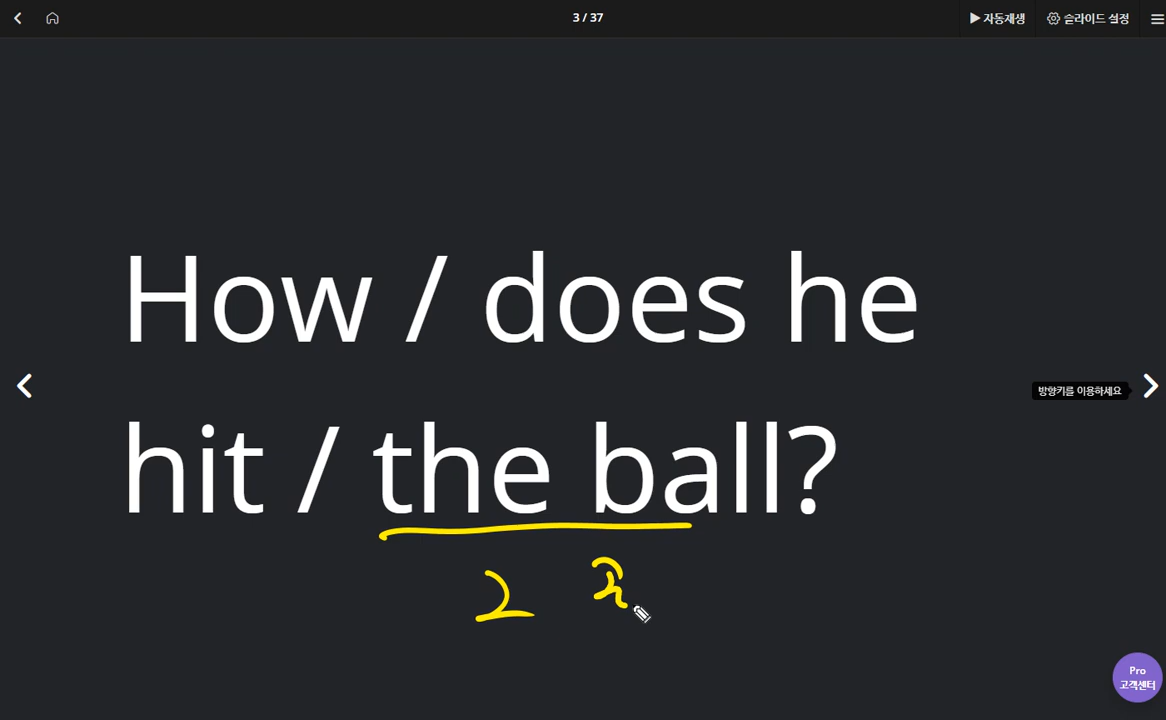 3 / 37
▶ 자동재생
슬라이드 설정
How / does he
방향키를 이용하세요
hit / the ball?
2
Pro
고객센터